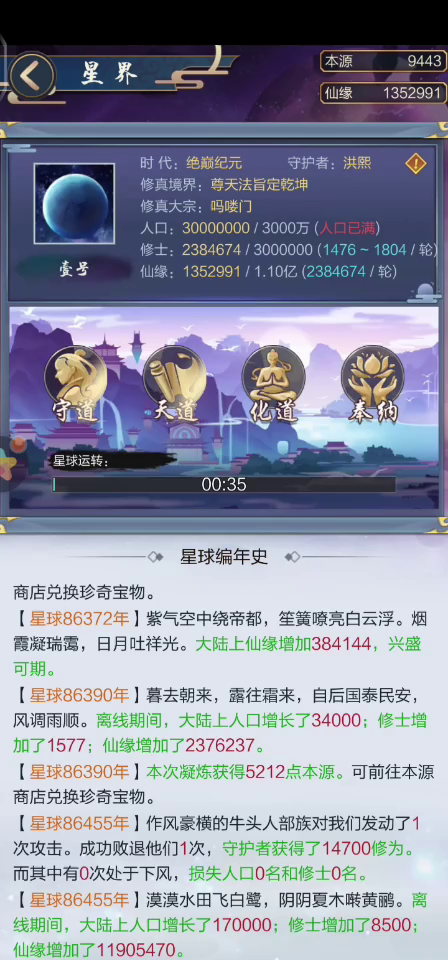 星界
本源 9443
仙缘 1352991
时代：绝巅纪元 守护者：洪熙
修真境界：尊天法旨定乾坤
修真大宗：吗喽门
人口：30000000 / 3000万 (人口已满)
修士：2384674 / 3000000 (1476 ~ 1804 / 轮)
仙缘：1352991 / 1.10亿 (2384674 / 轮)
壹号
守道 天道 化道 奉纳
星球运转：
00:35
星球编年史
商店兑换珍奇宝物。
【星球86372年】紫气空中绕帝都，笙簧嘹亮白云浮。烟
霞凝瑞霭，日月吐祥光。大陆上仙缘增加384144，兴盛
可期。
【星球86390年】暮去朝来，露往霜来，自后国泰民安，
风调雨顺。离线期间，大陆上人口增长了34000；修士增
加了1577；仙缘增加了2376237。
【星球86390年】本次凝炼获得5212点本源。可前往本源
商店兑换珍奇宝物。
【星球86455年】作风豪横的牛头人部族对我们发动了1
次攻击。成功败退他们1次，守护者获得了14700修为。
而其中有0次处于下风，损失人口0名和修士0名。
【星球86455年】漠漠水田飞白鹭，阴阴夏木啭黄鹂。离
线期间，大陆上人口增长了170000；修士增加了8500；
仙缘增加了11905470。